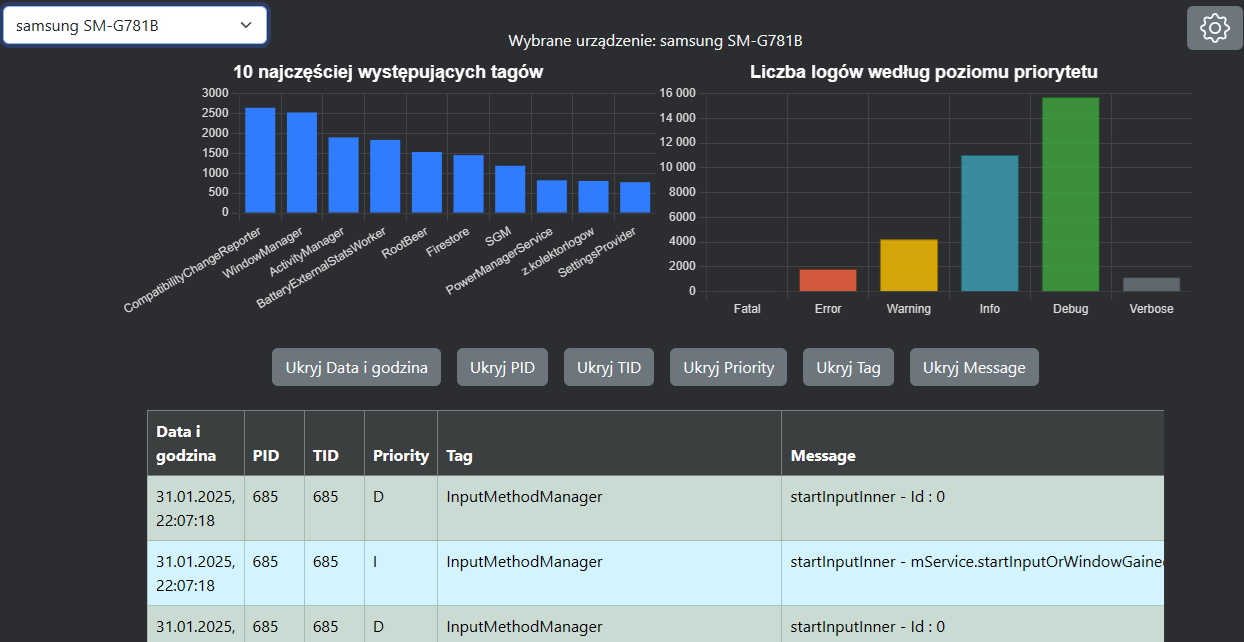 samsung SM-G781B
Wybrane urządzenie: samsung SM-G781B
10 najczęściej występujących tagów
3000
2500
2000
1500
1000
500
0
CompatibilityChangeReporter
WindowManager
ActivityManager
BatteryExternalStatsWorker
RootBeer
Firestore
SGM
PowerManagerService
z.kolektorlogow
SettingsProvider
Liczba logów według poziomu priorytetu
16 000
14 000
12 000
10 000
8000
6000
4000
2000
0
Fatal
Error
Warning
Info
Debug
Verbose
Ukryj Data i godzina
Ukryj PID
Ukryj TID
Ukryj Priority
Ukryj Tag
Ukryj Message
Data i
godzina PID TID Priority Tag Message
31.01.2025, 685 685 D InputMethodManager startInputInner - Id : 0
22:07:18
31.01.2025, 685 685 I InputMethodManager startInputInner - mService.startInputOrWindowGaine
22:07:18
31.01.2025, 685 685 D InputMethodManager startInputInner - Id : 0